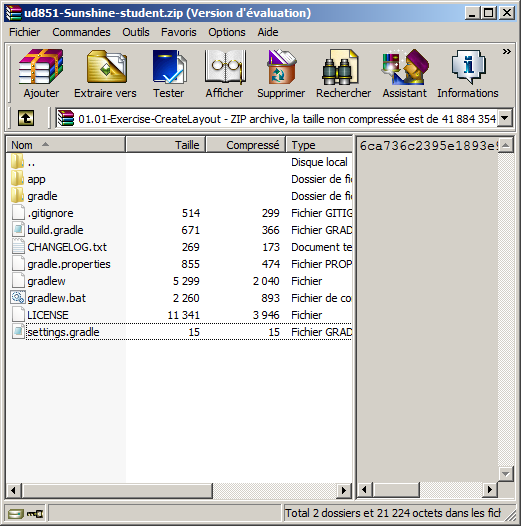 ud851-Sunshine-student.zip (Version d'évaluation)
Fichier Commandes Outils Favoris Options Aide
Ajouter Extraire vers Tester Afficher Supprimer Rechercher Assistant Informations »
01.01-Exercise-CreateLayout - ZIP archive, la taille non compressée est de 41 884 354
Nom Taille Compressé Type
.. Disque local
app Dossier de fic
gradle Dossier de fic
.gitignore 514 299 Fichier GITIG
build.gradle 671 366 Fichier GRAD
CHANGELOG.txt 269 173 Document te
gradle.properties 855 474 Fichier PROP
gradlew 5 299 2 040 Fichier
gradlew.bat 2 260 893 Fichier de co
LICENSE 11 341 3 946 Fichier
settings.gradle 15 15 Fichier GRAD
6ca736c2395e1893e9
Total 2 dossiers et 21 224 octets dans les fich